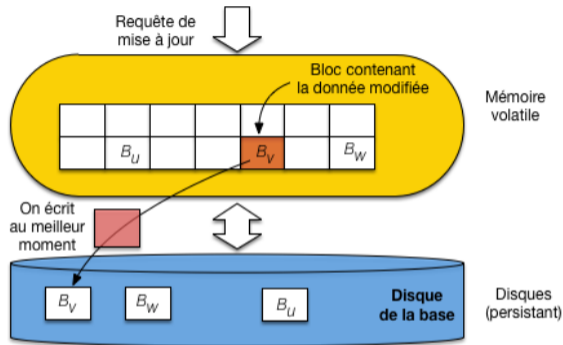 Requête de
mise à jour
Bloc contenant
la donnée modifiée
Mémoire
volatile
B_u
B_v
B_w
On écrit
au meilleur
moment
B_v
B_w
B_u
Disque
de la base
Disques
(persistant)